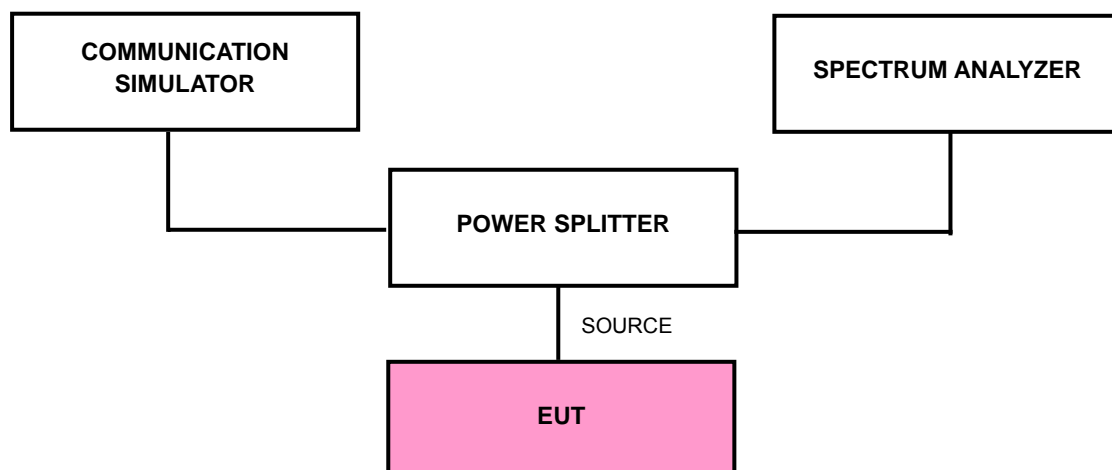 COMMUNICATION
SIMULATOR
SPECTRUM ANALYZER
POWER SPLITTER
SOURCE
EUT